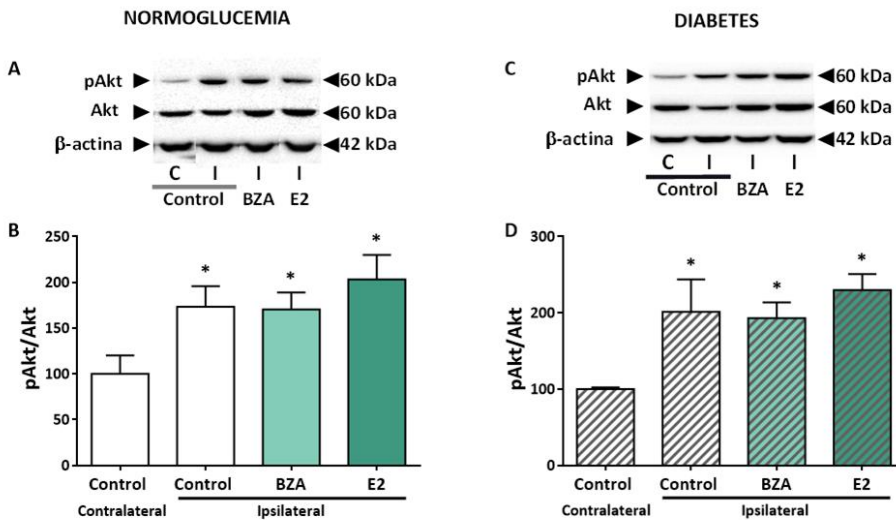 NORMOGLUCEMIA
A
pAkt 60 kDa
Akt 60 kDa
β-actina 42 kDa
C I I I
Control BZA E2
B
pAkt/Akt
250
200
150
100
50
0
* * *
Control Control BZA E2
Contralateral Ipsilateral
DIABETES
C
pAkt 60 kDa
Akt 60 kDa
β-actina 42 kDa
C I I I
Control BZA E2
D
pAkt/Akt
300
200
100
0
* * *
Control Control BZA E2
Contralateral Ipsilateral